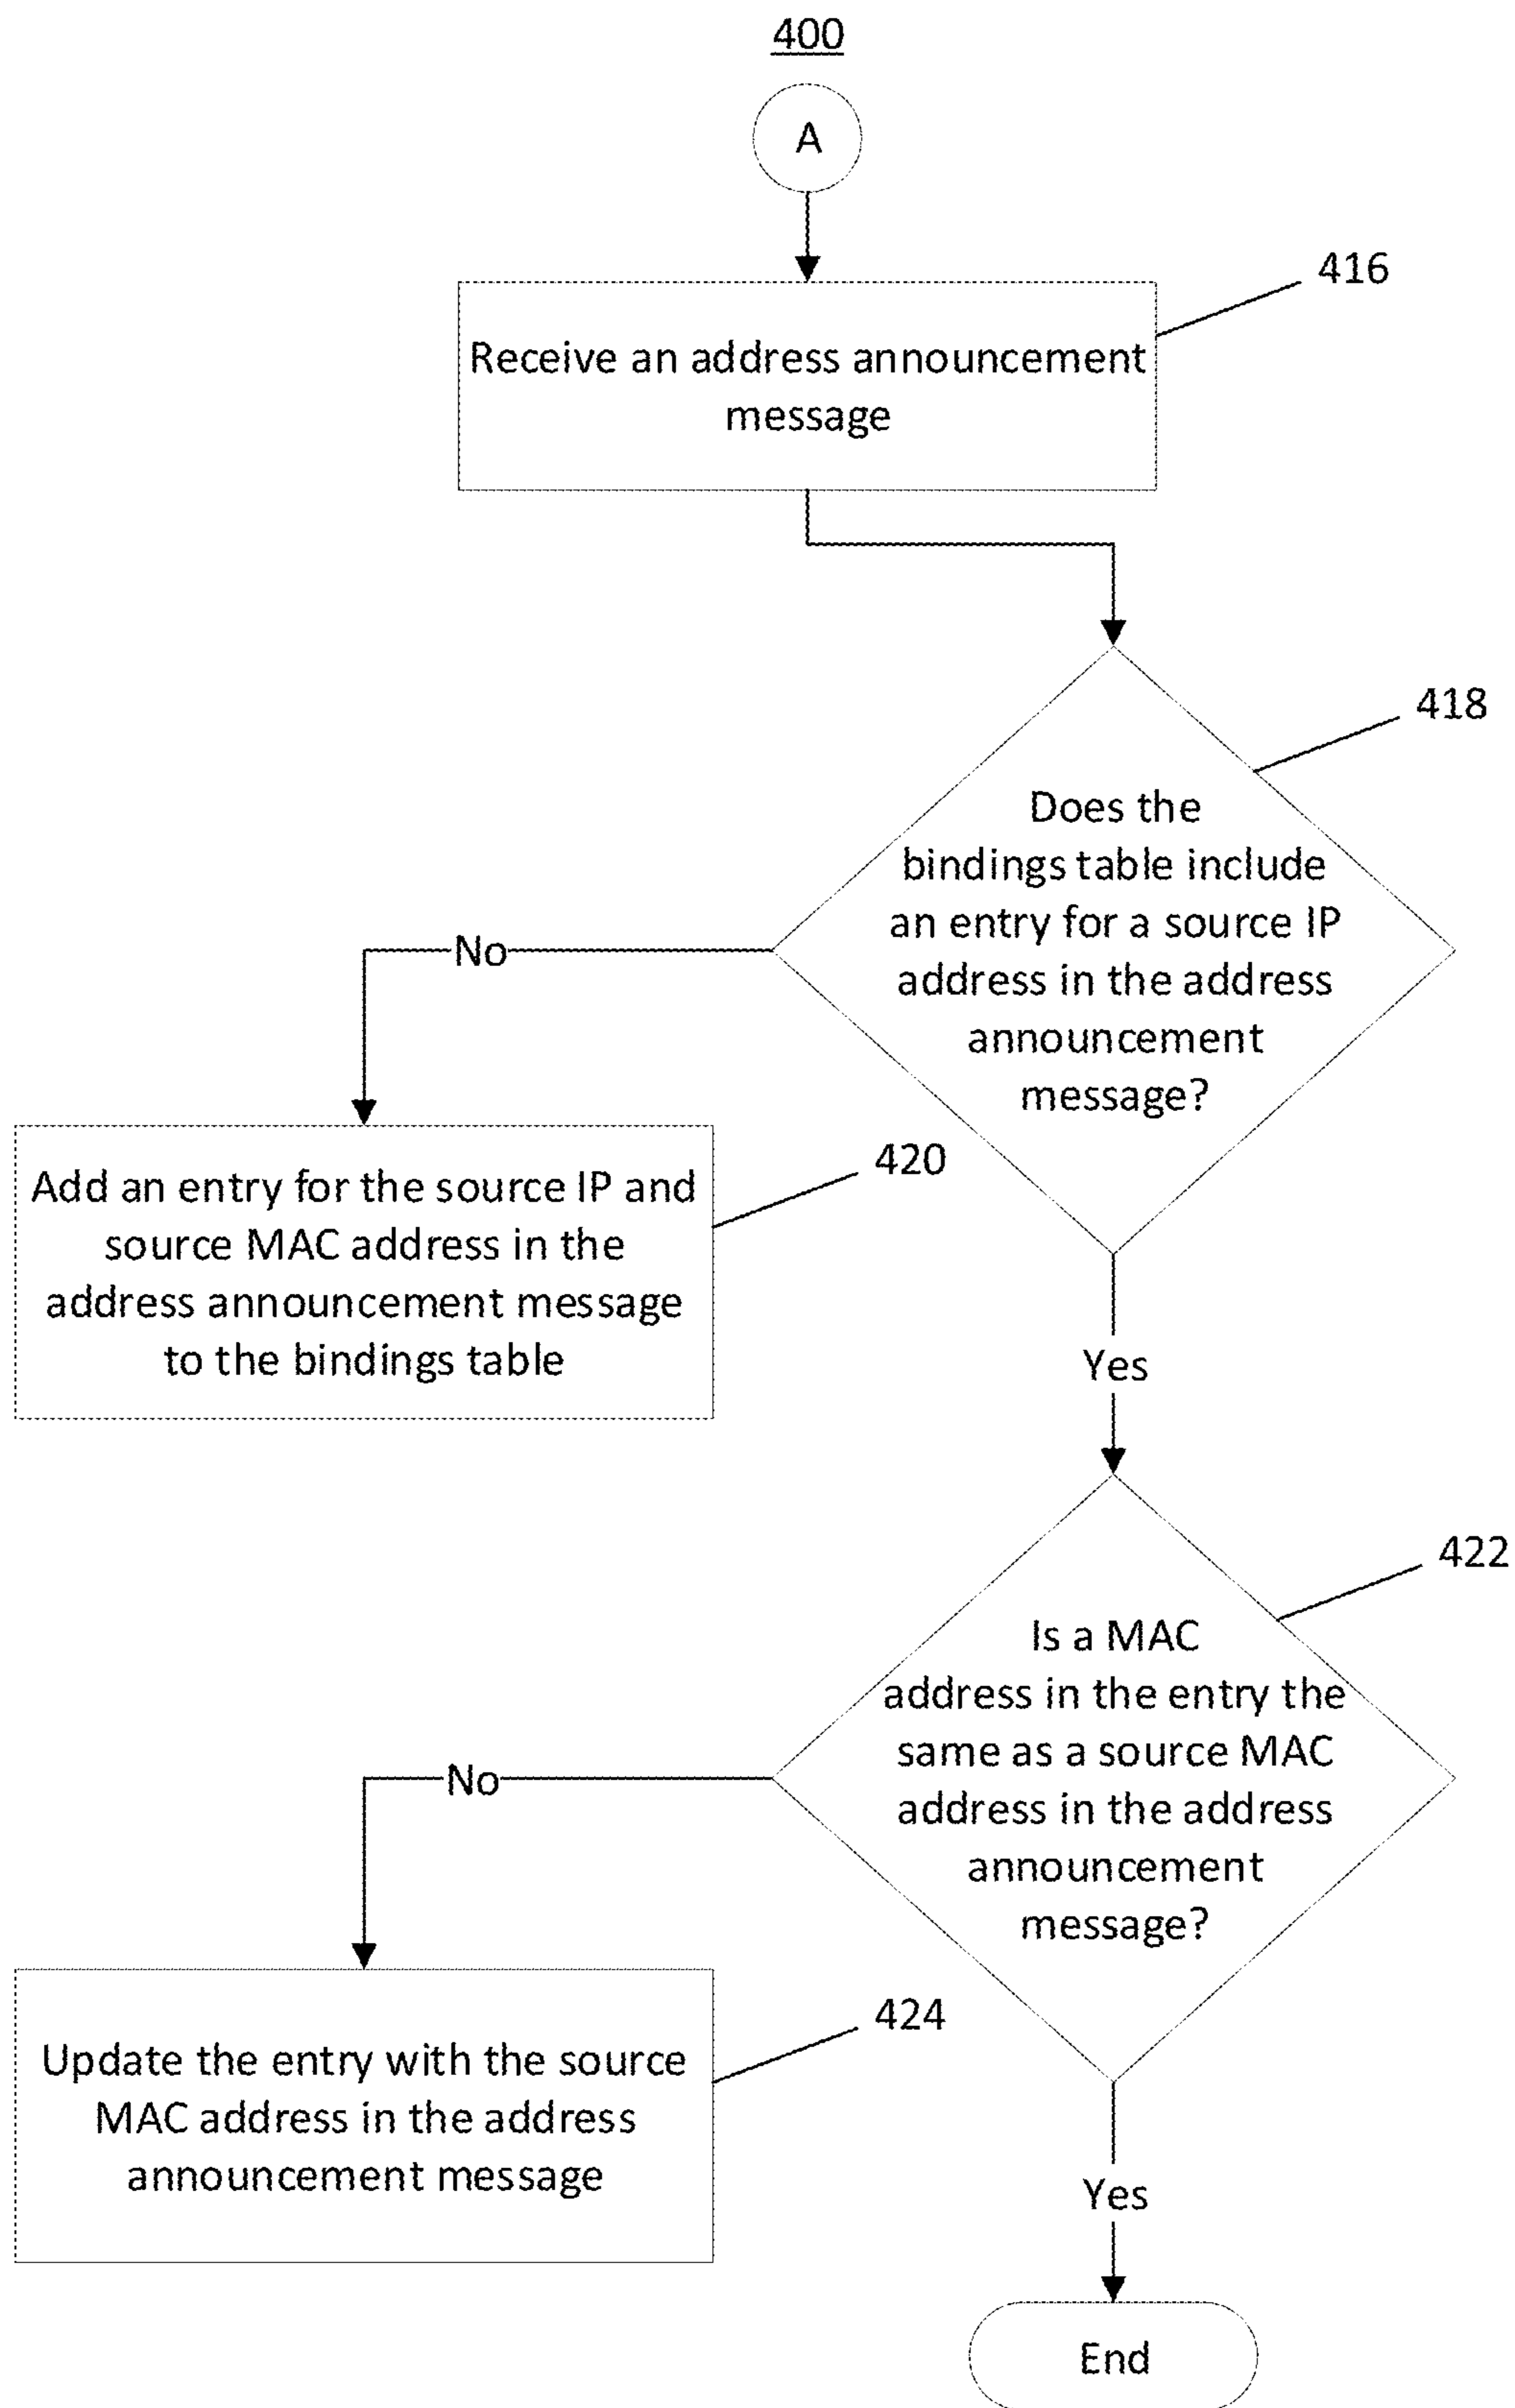 400
A
416
Receive an address announcement
message
418
Does the
bindings table include
an entry for a source IP
address in the address
announcement
message?
No
420
Add an entry for the source IP and
source MAC address in the
address announcement message
to the bindings table
Yes
422
Is a MAC
address in the entry the
same as a source MAC
address in the address
announcement
message?
No
424
Update the entry with the source
MAC address in the address
announcement message
Yes
End